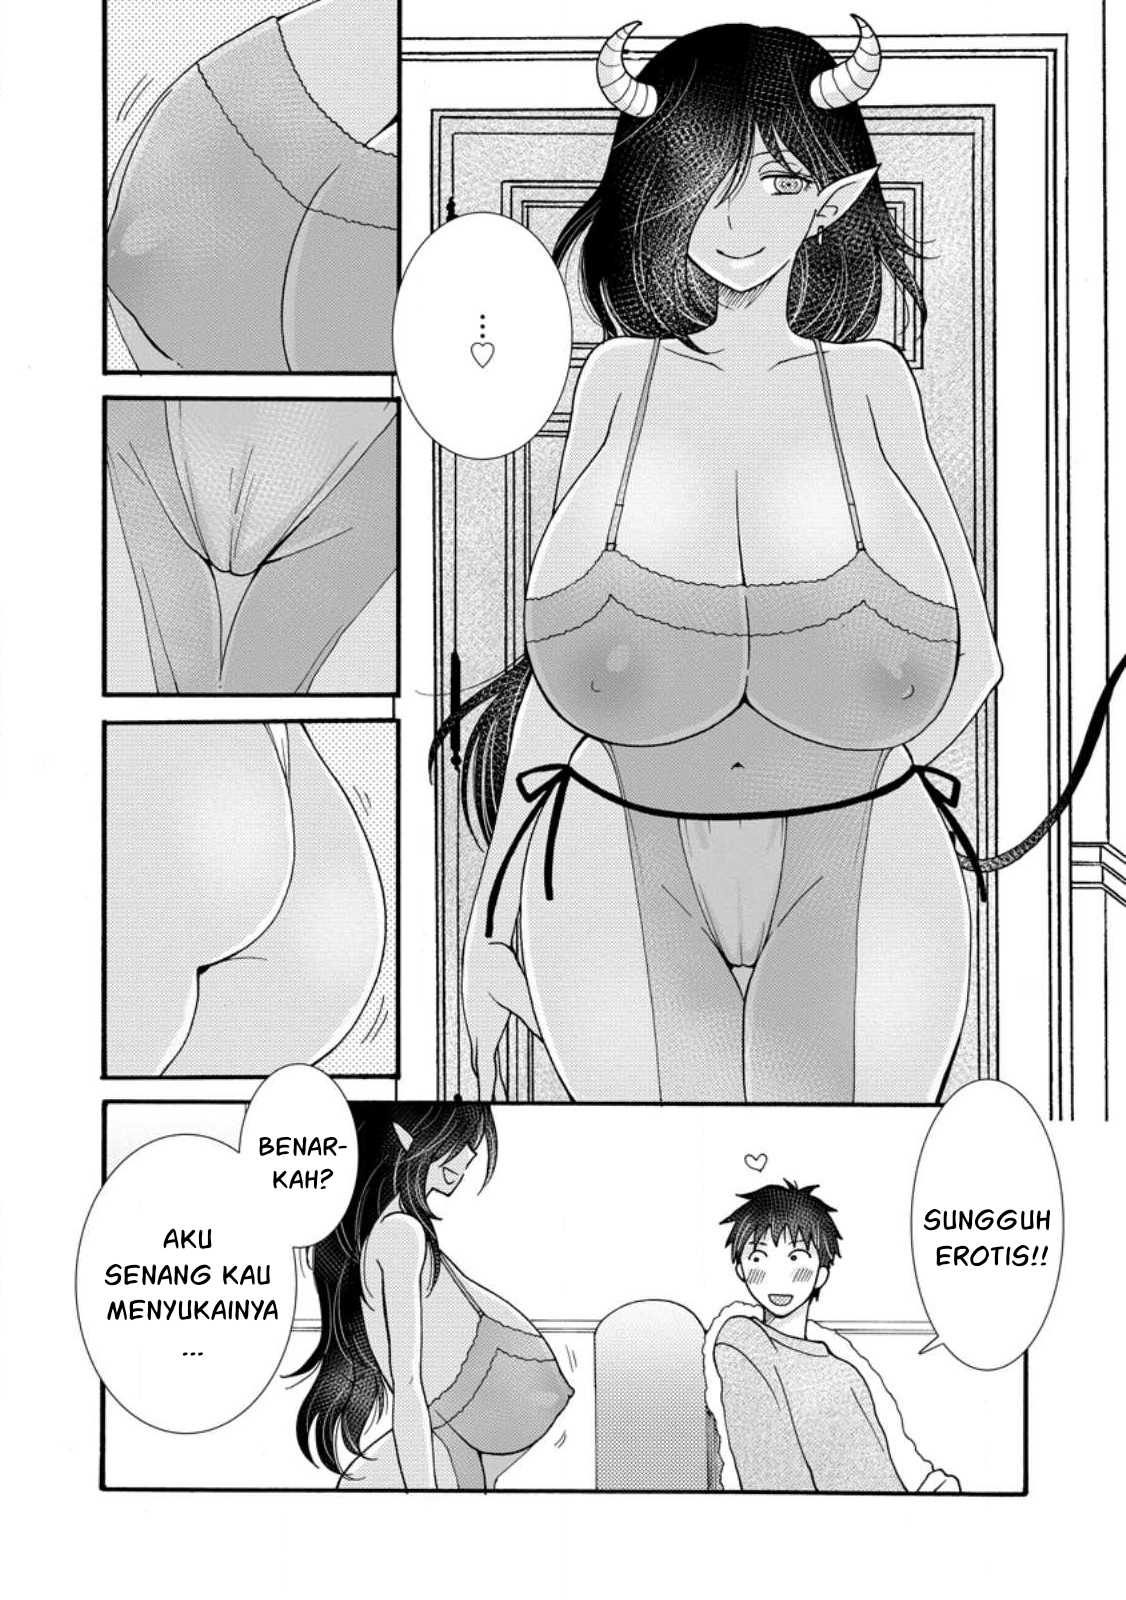 ...
♡
SUNGGUH
EROTIS!!
BENAR-
KAH?
AKU
SENANG KAU
MENYUKAINYA
...